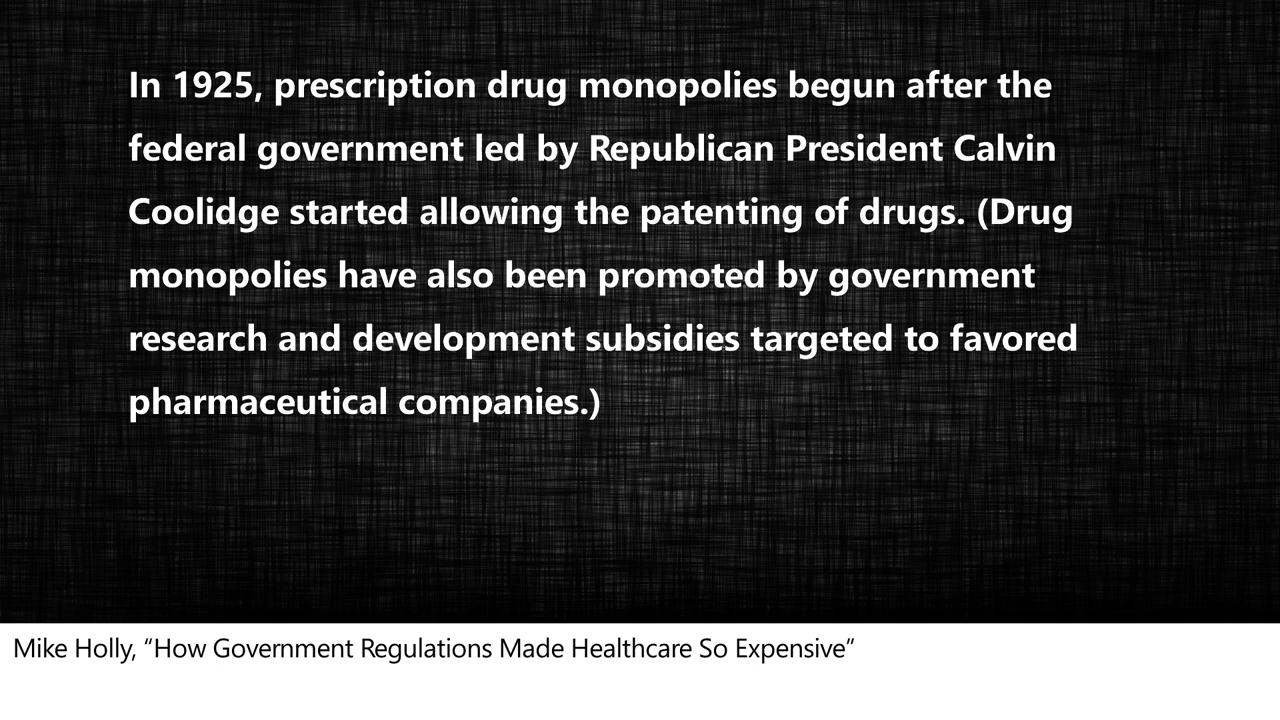 In 1925, prescription drug monopolies begun after the
federal government led by Republican President Calvin
Coolidge started allowing the patenting of drugs. (Drug
monopolies have also been promoted by government
research and development subsidies targeted to favored
pharmaceutical companies.)
Mike Holly, “How Government Regulations Made Healthcare So Expensive”